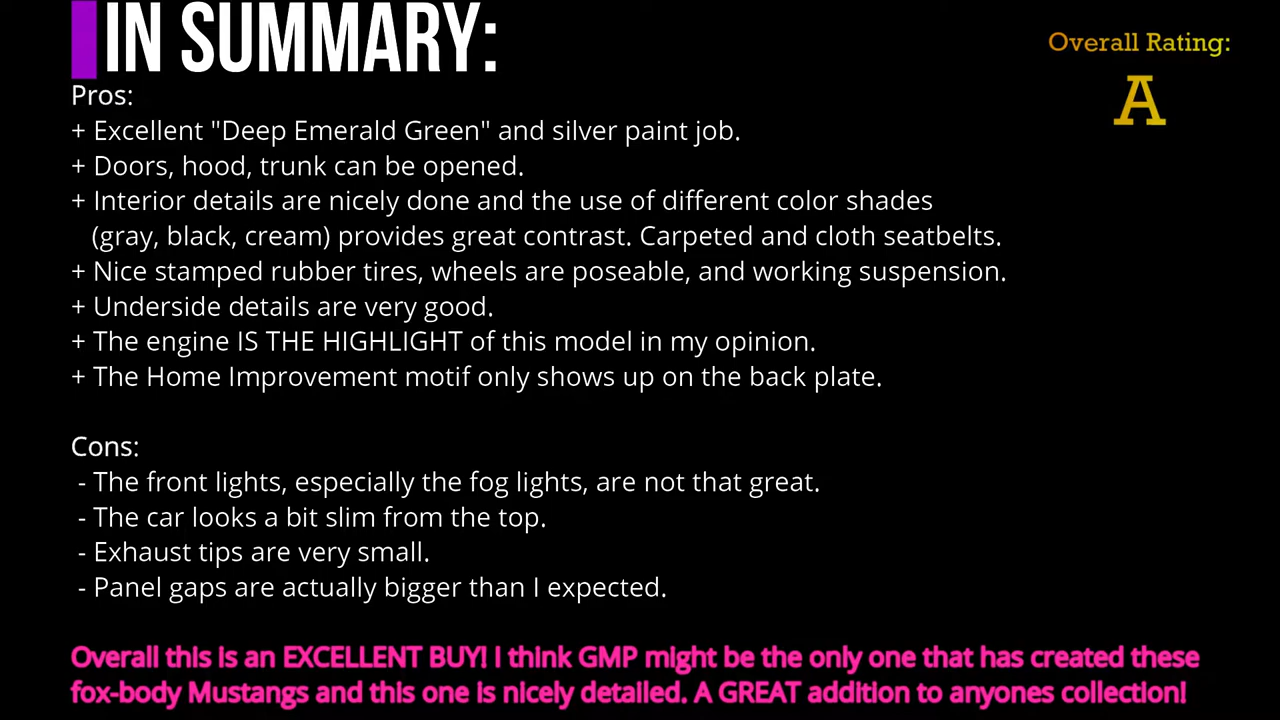 IN SUMMARY:
Overall Rating:
A
Pros:
+ Excellent "Deep Emerald Green" and silver paint job.
+ Doors, hood, trunk can be opened.
+ Interior details are nicely done and the use of different color shades
(gray, black, cream) provides great contrast. Carpeted and cloth seatbelts.
+ Nice stamped rubber tires, wheels are poseable, and working suspension.
+ Underside details are very good.
+ The engine IS THE HIGHLIGHT of this model in my opinion.
+ The Home Improvement motif only shows up on the back plate.
Cons:
- The front lights, especially the fog lights, are not that great.
- The car looks a bit slim from the top.
- Exhaust tips are very small.
- Panel gaps are actually bigger than I expected.
Overall this is an EXCELLENT BUY! I think GMP might be the only one that has created these
fox-body Mustangs and this one is nicely detailed. A GREAT addition to anyones collection!